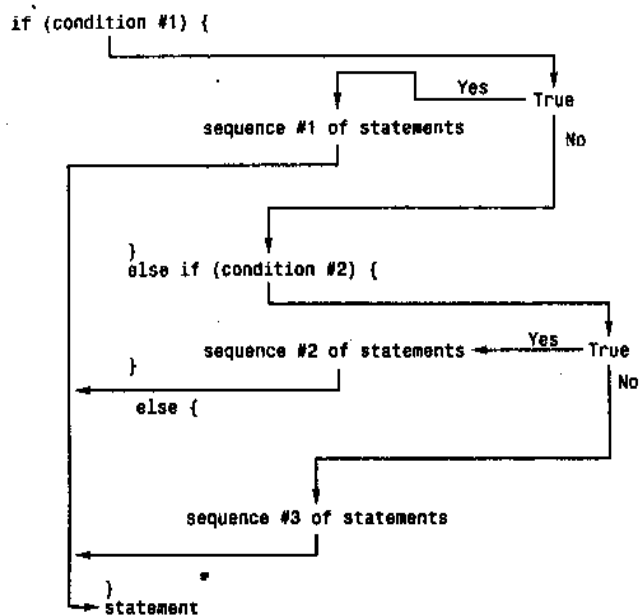 if (condition #1) {
Yes
True
sequence #1 of statements
No
}
else if (condition #2) {
sequence #2 of statements
Yes
True
}
No
else {
sequence #3 of statements
}
statement